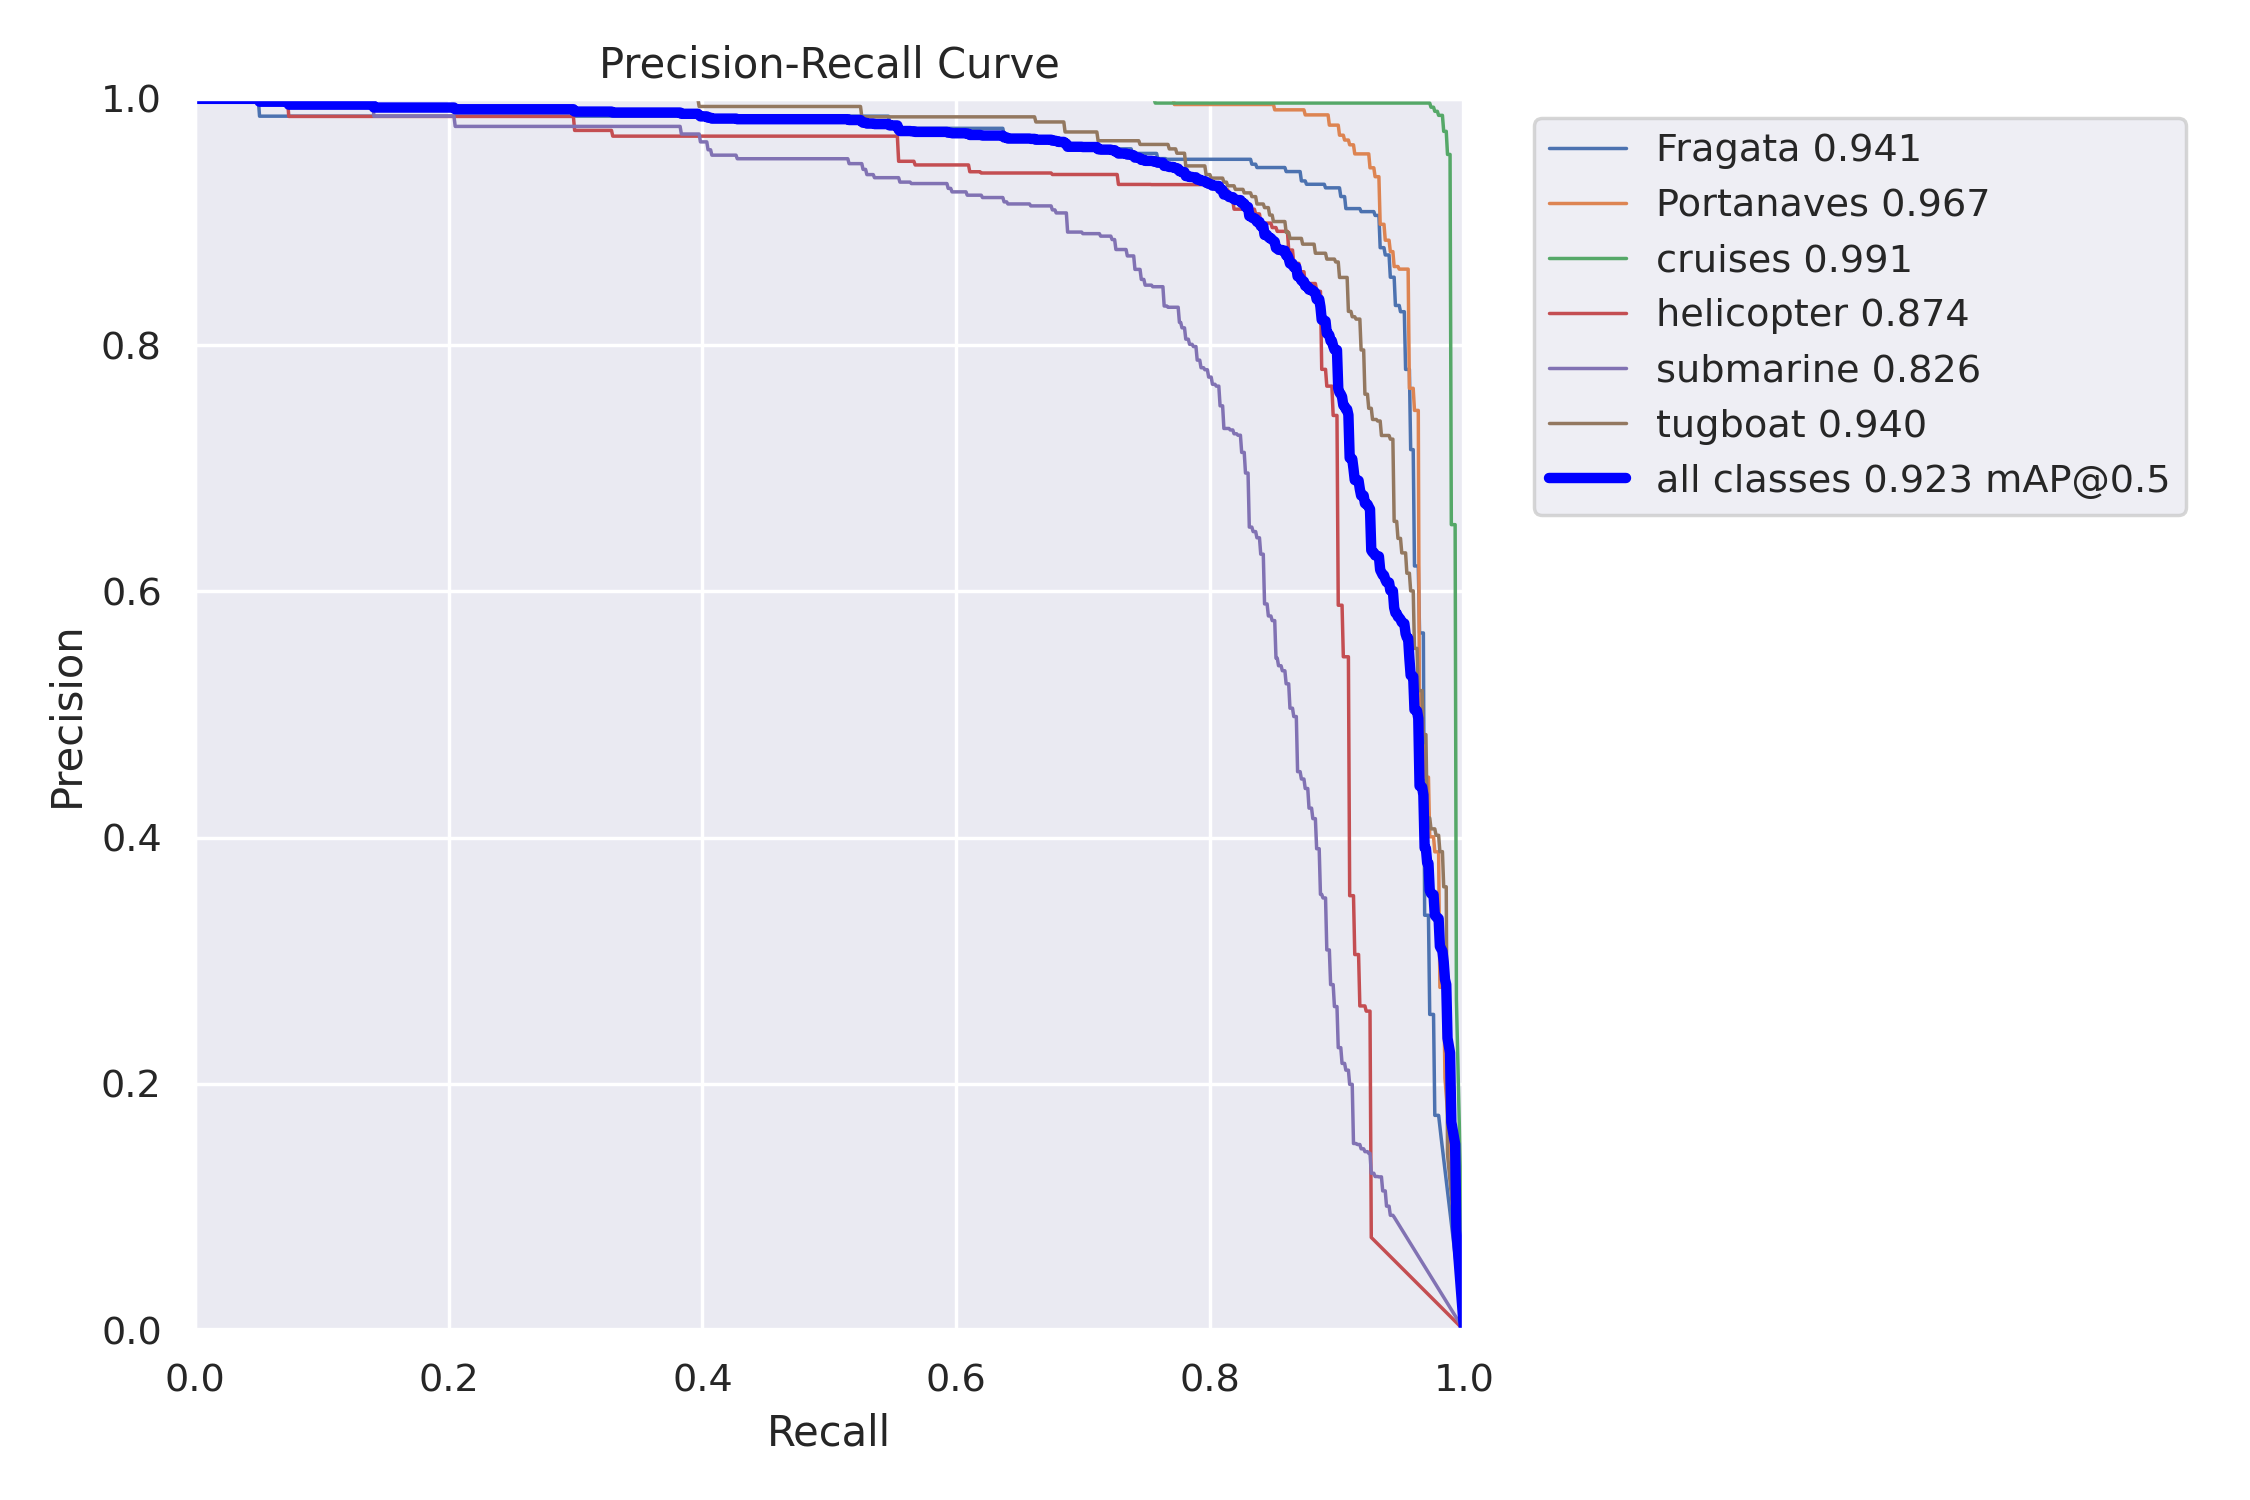 Precision-Recall Curve
1.0
0.8
0.6
0.4
0.2
0.0
Precision
0.0 0.2 0.4 0.6 0.8 1.0
Recall
Fragata 0.941
Portanaves 0.967
cruises 0.991
helicopter 0.874
submarine 0.826
tugboat 0.940
all classes 0.923 mAP@0.5